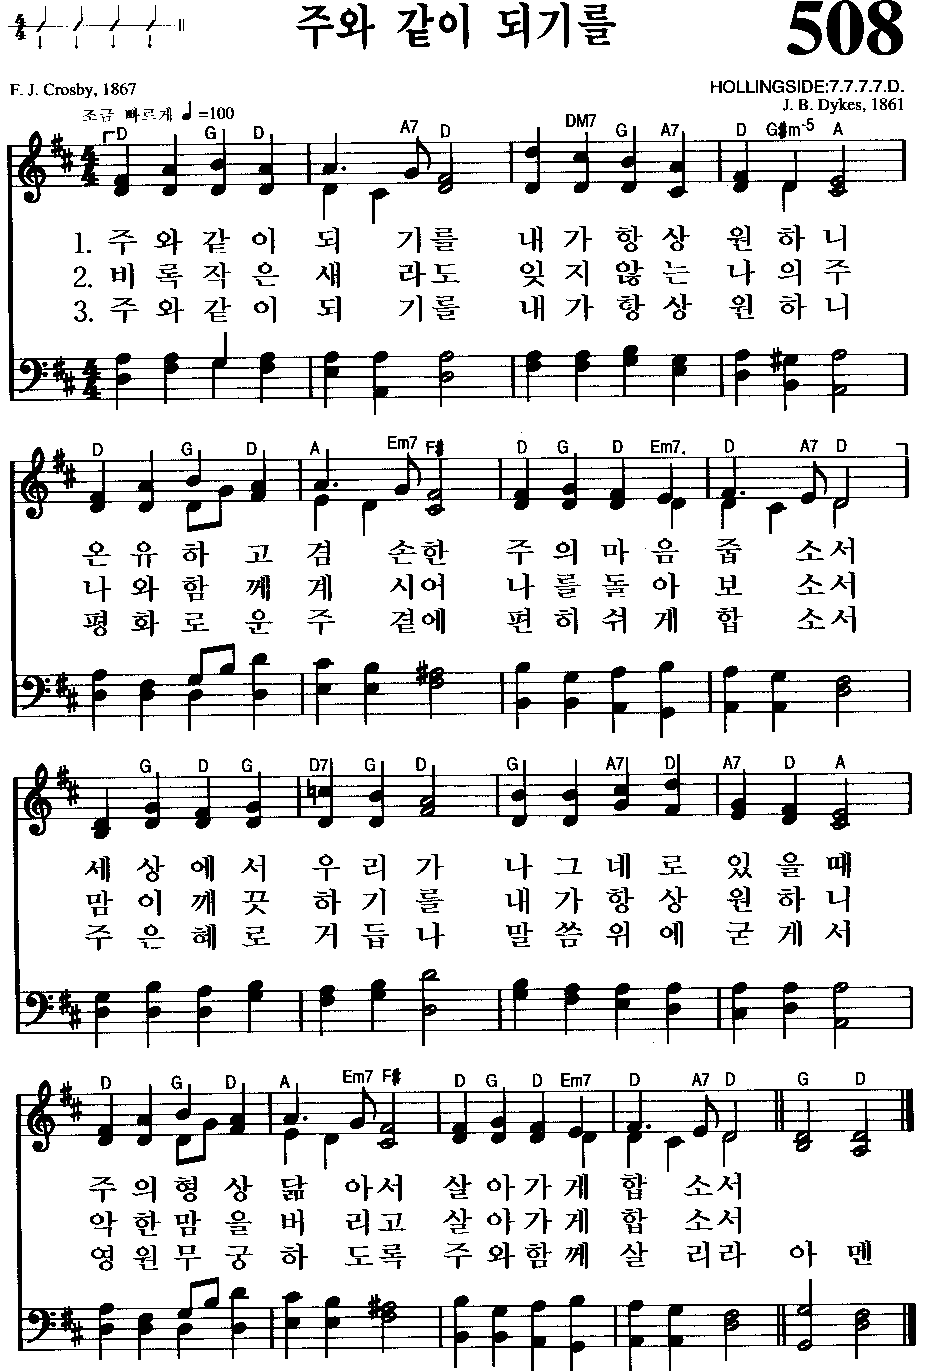 주와 같이 되기를
508
F. J. Crosby, 1867
HOLLINGSIDE:7.7.7.7.D.
J. B. Dykes, 1861
조금 빠르게 ♩=100
D G D A7 D DM7 G A7 D G#m-5 A
4/4
1. 주 와 같 이 되 기 를 내 가 항 상 원 하 니
2. 비 록 작 은 새 라 도 잊 지 않 는 나 의 주
3. 주 와 같 이 되 기 를 내 가 항 상 원 하 니
D G D A Em7 F# D G D Em7. D A7 D
온 유 하 고 겸 손 한 주 의 마 음 줍 소 서
나 와 함 께 계 시 어 나 를 돌 아 보 소 서
평 화 로 운 주 곁 에 편 히 쉬 게 합 소 서
G D G D7 G D G A7 D A7 D A
세 상 에 서 우 리 가 나 그 네 로 있 을 때
맘 이 깨 끗 하 기 를 내 가 항 상 원 하 니
주 은 혜 로 거 듭 나 말 씀 위 에 굳 게 서
D G D A Em7 F# D G D Em7 D A7 D G D
주 의 형 상 닮 아 서 살 아 가 게 합 소 서
악 한 맘 을 버 리 고 살 아 가 게 합 소 서
영 원 무 궁 하 도 록 주 와 함 께 살 리 라 아 멘